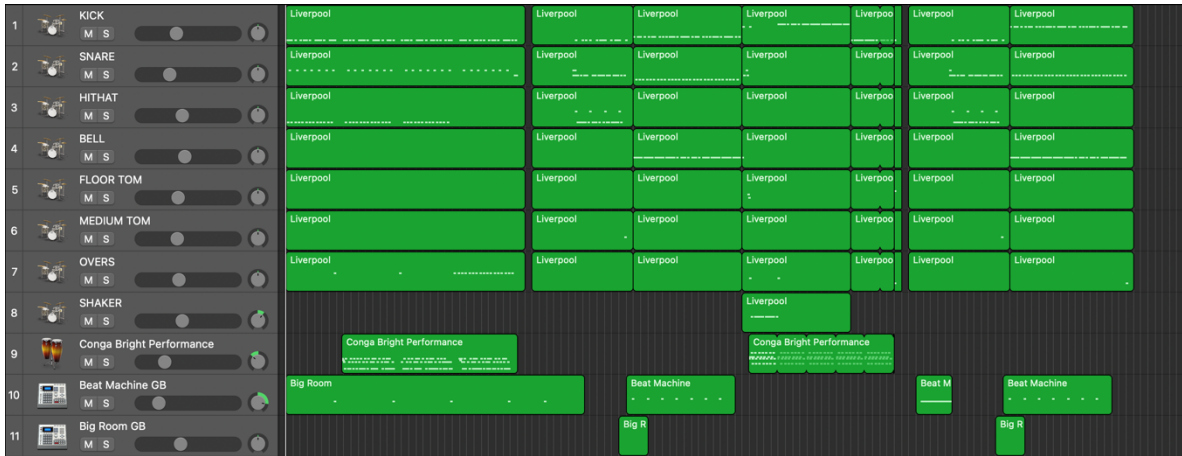 1 KICK Liverpool Liverpool Liverpool Liverpool Liverpoo Liverpool Liverpool
M S
2 SNARE Liverpool Liverpool Liverpool Liverpool Liverpoo Liverpool Liverpool
M S
3 HITHAT Liverpool Liverpool Liverpool Liverpool Liverpoo Liverpool Liverpool
M S
4 BELL Liverpool Liverpool Liverpool Liverpool Liverpoo Liverpool Liverpool
M S
5 FLOOR TOM Liverpool Liverpool Liverpool Liverpool Liverpoo Liverpool Liverpool
M S
6 MEDIUM TOM Liverpool Liverpool Liverpool Liverpool Liverpoo Liverpool Liverpool
M S
7 OVERS Liverpool Liverpool Liverpool Liverpool Liverpoo Liverpool Liverpool
M S
8 SHAKER Liverpool
M S
9 Conga Bright Performance Conga Bright Performance Conga Bright Performance
M S
10 Beat Machine GB Big Room Beat Machine Beat M Beat Machine
M S
11 Big Room GB Big R Big R
M S